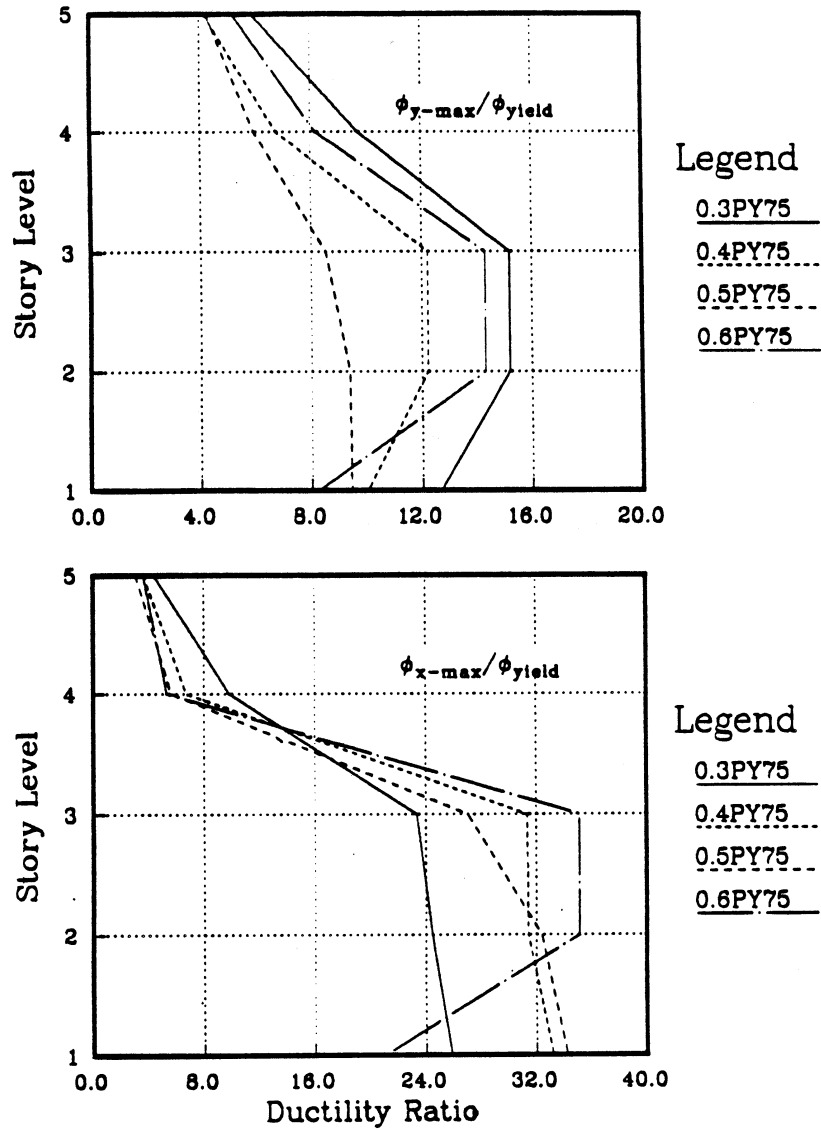 5
4
3
2
1
Story Level
ϕy-max/ϕyield
0.0 4.0 8.0 12.0 16.0 20.0
Legend
0.3PY75
0.4PY75
0.5PY75
0.6PY75
5
4
3
2
1
Story Level
ϕx-max/ϕyield
0.0 8.0 16.0 24.0 32.0 40.0
Ductility Ratio
Legend
0.3PY75
0.4PY75
0.5PY75
0.6PY75